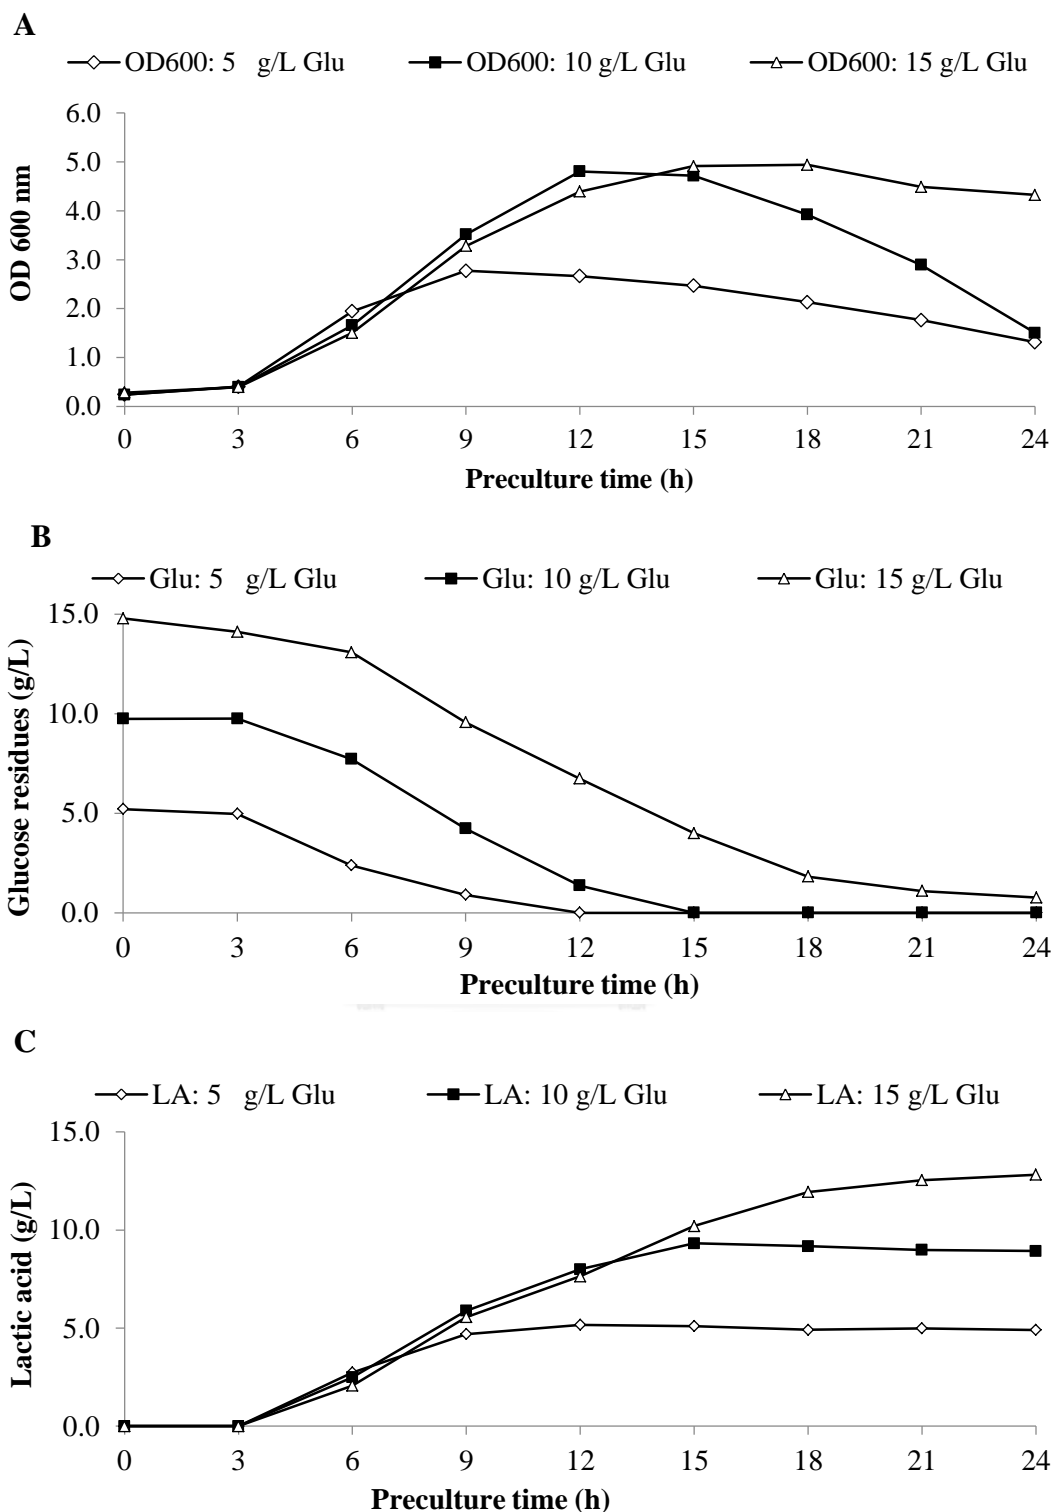 A
OD600: 5 g/L Glu OD600: 10 g/L Glu OD600: 15 g/L Glu
6.0
5.0
4.0
3.0
2.0
1.0
0.0
OD 600 nm
0 3 6 9 12 15 18 21 24
Preculture time (h)
B
Glu: 5 g/L Glu Glu: 10 g/L Glu Glu: 15 g/L Glu
15.0
10.0
5.0
0.0
Glucose residues (g/L)
0 3 6 9 12 15 18 21 24
Preculture time (h)
C
LA: 5 g/L Glu LA: 10 g/L Glu LA: 15 g/L Glu
15.0
10.0
5.0
0.0
Lactic acid (g/L)
0 3 6 9 12 15 18 21 24
Preculture time (h)